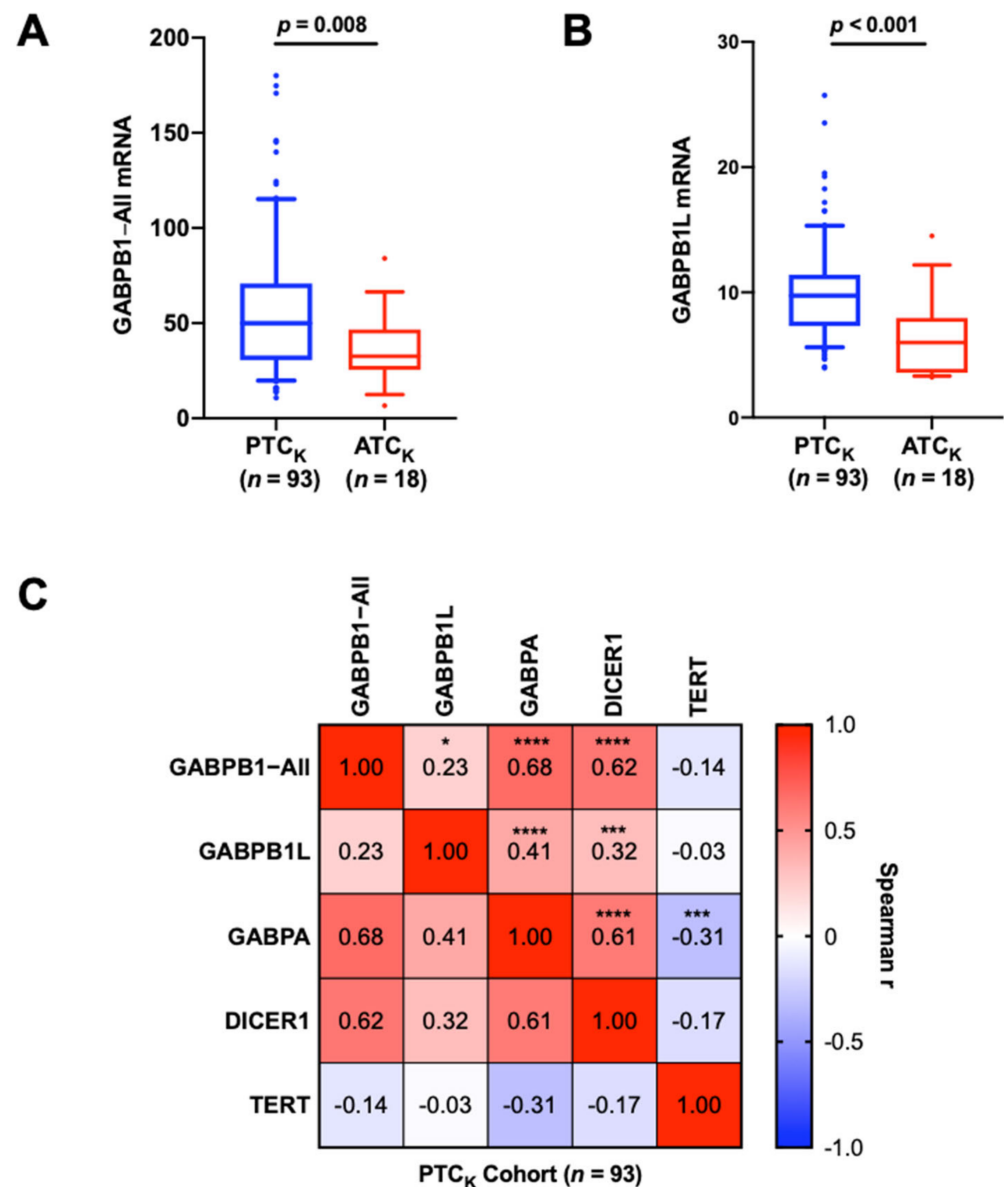 A
p = 0.008
200
150
100
50
0
GABPB1−All mRNA
PTCK
(n = 93)
ATCK
(n = 18)
B
p < 0.001
30
20
10
0
GABPB1L mRNA
PTCK
(n = 93)
ATCK
(n = 18)
C
GABPB1−All
GABPB1L
GABPA
DICER1
TERT
* **** ****
GABPB1−All 1.00 0.23 0.68 0.62 -0.14
**** ***
GABPB1L 0.23 1.00 0.41 0.32 -0.03
**** ***
GABPA 0.68 0.41 1.00 0.61 -0.31
DICER1 0.62 0.32 0.61 1.00 -0.17
TERT -0.14 -0.03 -0.31 -0.17 1.00
1.0
0.5
0
-0.5
-1.0
Spearman r
PTCK Cohort (n = 93)